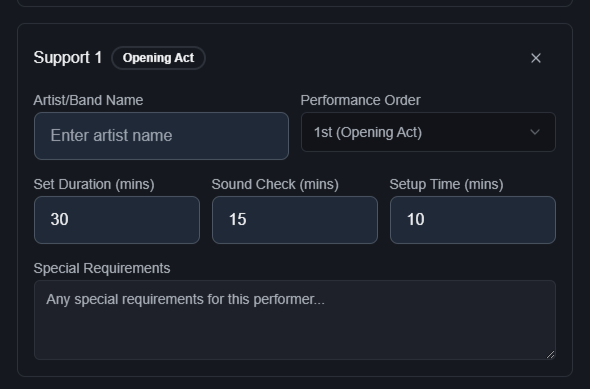 Support 1 Opening Act
Artist/Band Name
Enter artist name
Performance Order
1st (Opening Act)
Set Duration (mins)
30
Sound Check (mins)
15
Setup Time (mins)
10
Special Requirements
Any special requirements for this performer...